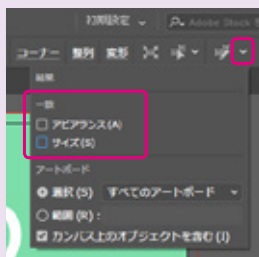 初期設定
Adobe Stock
コーナー 整列 変形
一致
アピアランス(A)
サイズ(S)
アートボード
選択(S) すべてのアートボード
範囲(R):
カンバス上のオブジェクトを含む(I)